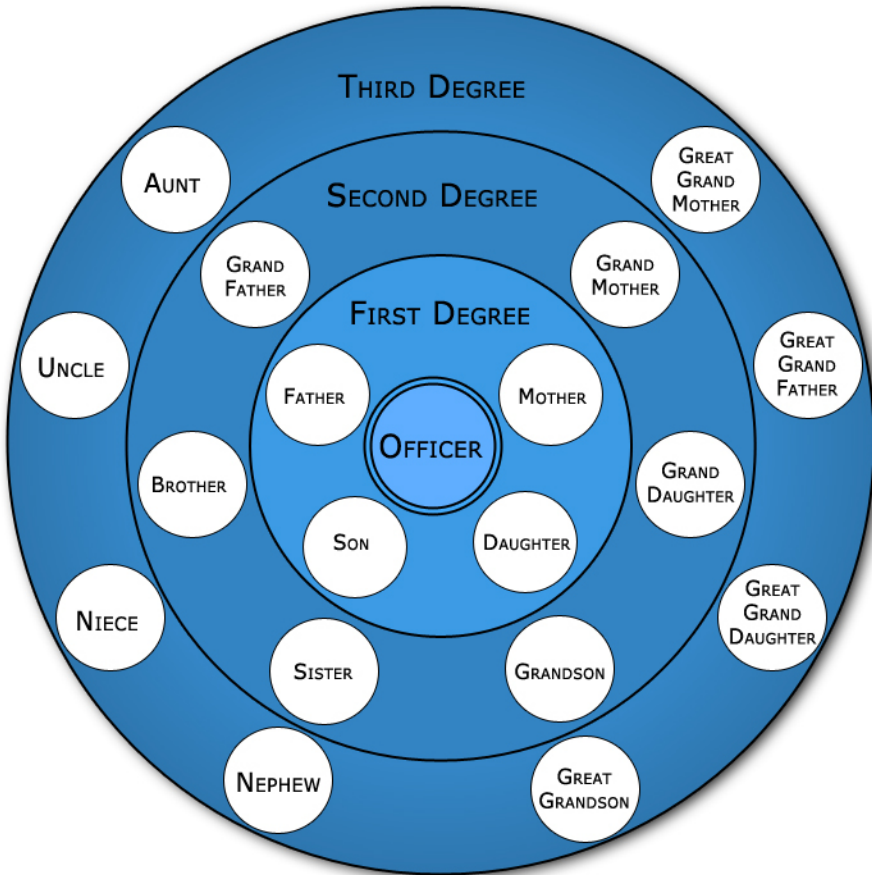 THIRD DEGREE
AUNT
GREAT
GRAND
MOTHER
SECOND DEGREE
GRAND
FATHER
GRAND
MOTHER
FIRST DEGREE
UNCLE
GREAT
GRAND
FATHER
FATHER
MOTHER
OFFICER
BROTHER
GRAND
DAUGHTER
SON
DAUGHTER
NIECE
GREAT
GRAND
DAUGHTER
SISTER
GRANDSON
NEPHEW
GREAT
GRANDSON